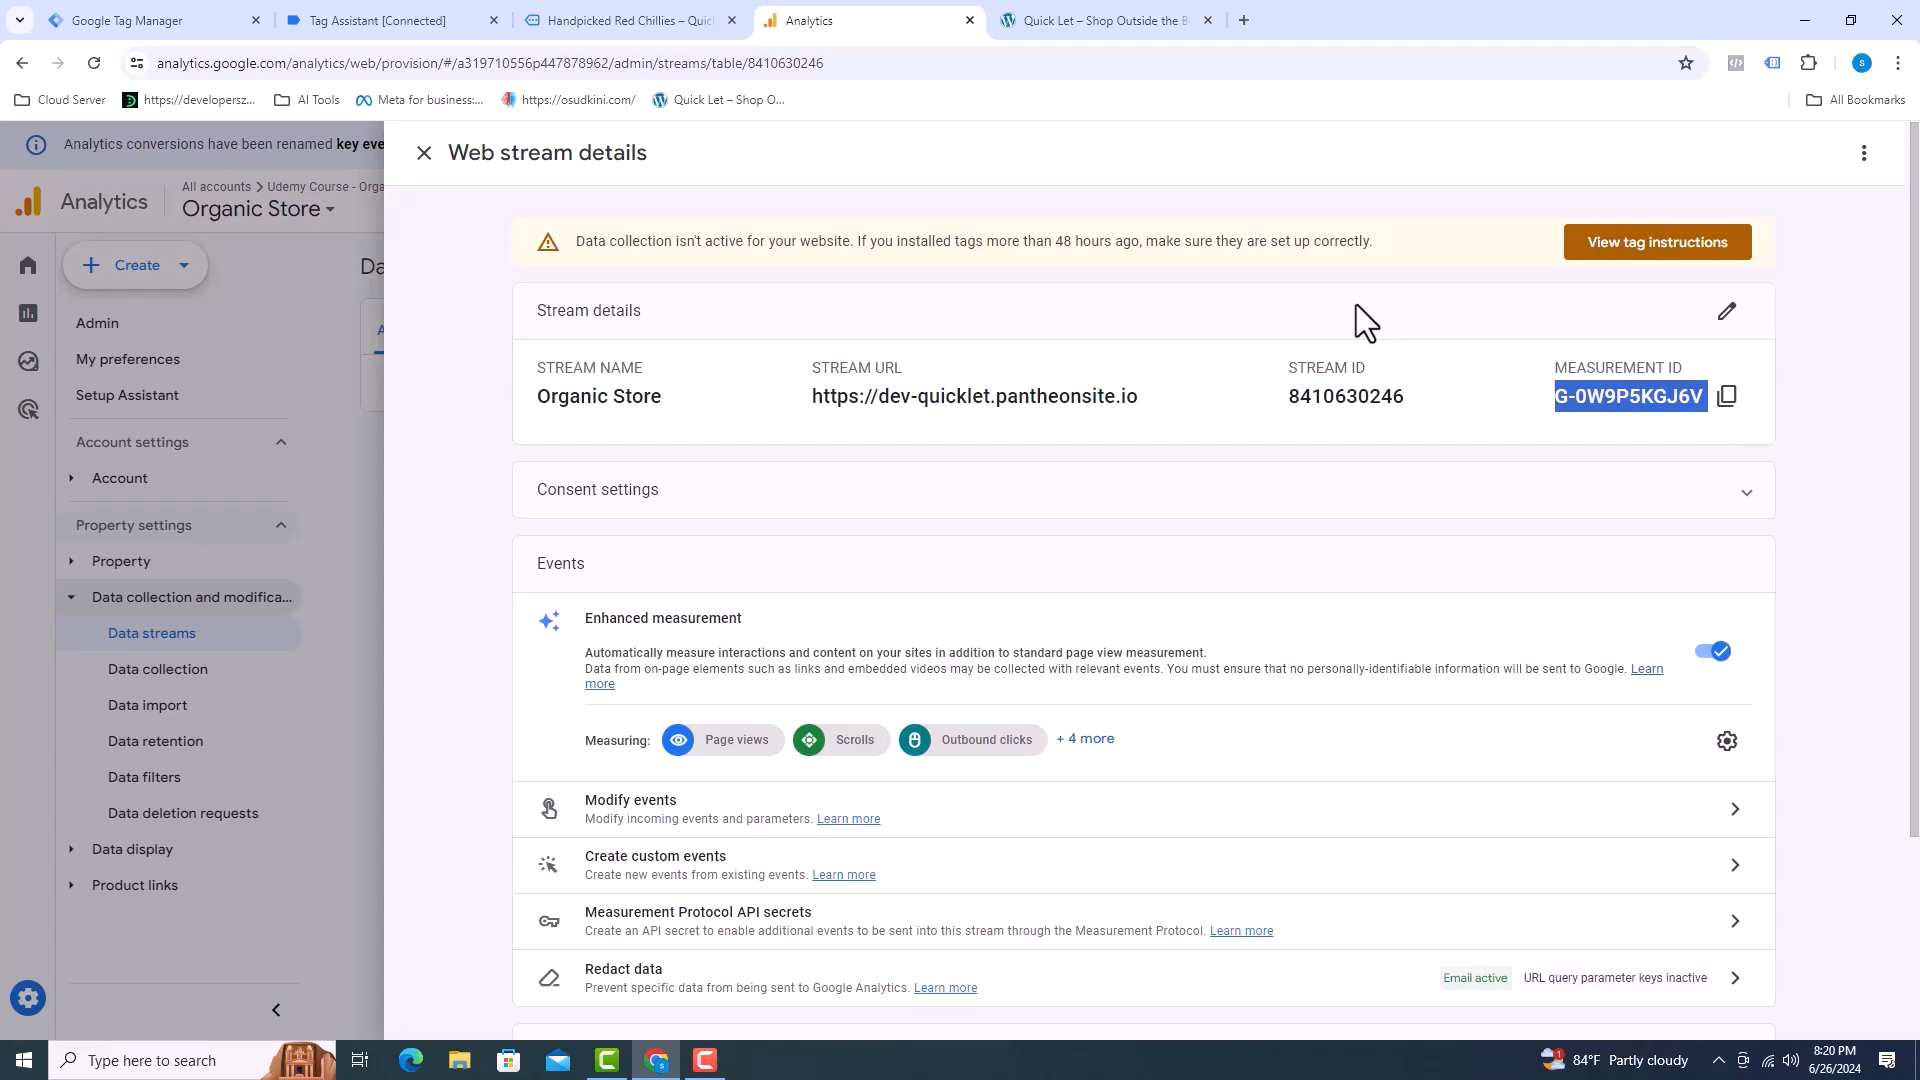 Google Tag Manager
Tag Assistant [Connected]
Handpicked Red Chillies – Quic
Analytics
Quick Let – Shop Outside the B
analytics.google.com/analytics/web/provision/#/a319710556p447878962/admin/streams/table/8410630246
S
Cloud Server
https://developersz...
AI Tools
Meta for business:...
https://osudkini.com/
Quick Let – Shop O...
All Bookmarks
Analytics conversions have been renamed key eve
Web stream details
Analytics
All accounts > Udemy Course - Orga
Organic Store
Data collection isn't active for your website. If you installed tags more than 48 hours ago, make sure they are set up correctly.
View tag instructions
Create
Da
Admin
My preferences
Setup Assistant
Account settings
Account
Property settings
Property
Data collection and modifica...
Data streams
Data collection
Data import
Data retention
Data filters
Data deletion requests
Data display
Product links
A
Stream details
STREAM NAME
STREAM URL
STREAM ID
MEASUREMENT ID
Organic Store
https://dev-quicklet.pantheonsite.io
8410630246
G-0W9P5KGJ6V
Consent settings
Events
Enhanced measurement
Automatically measure interactions and content on your sites in addition to standard page view measurement.
Data from on-page elements such as links and embedded videos may be collected with relevant events. You must ensure that no personally-identifiable information will be sent to Google. Learn
more
Measuring:
Page views
Scrolls
Outbound clicks
+ 4 more
Modify events
Modify incoming events and parameters. Learn more
Create custom events
Create new events from existing events. Learn more
Measurement Protocol API secrets
Create an API secret to enable additional events to be sent into this stream through the Measurement Protocol. Learn more
Redact data
Prevent specific data from being sent to Google Analytics. Learn more
Email active
URL query parameter keys inactive
Type here to search
84°F Partly cloudy
8:20 PM
6/26/2024